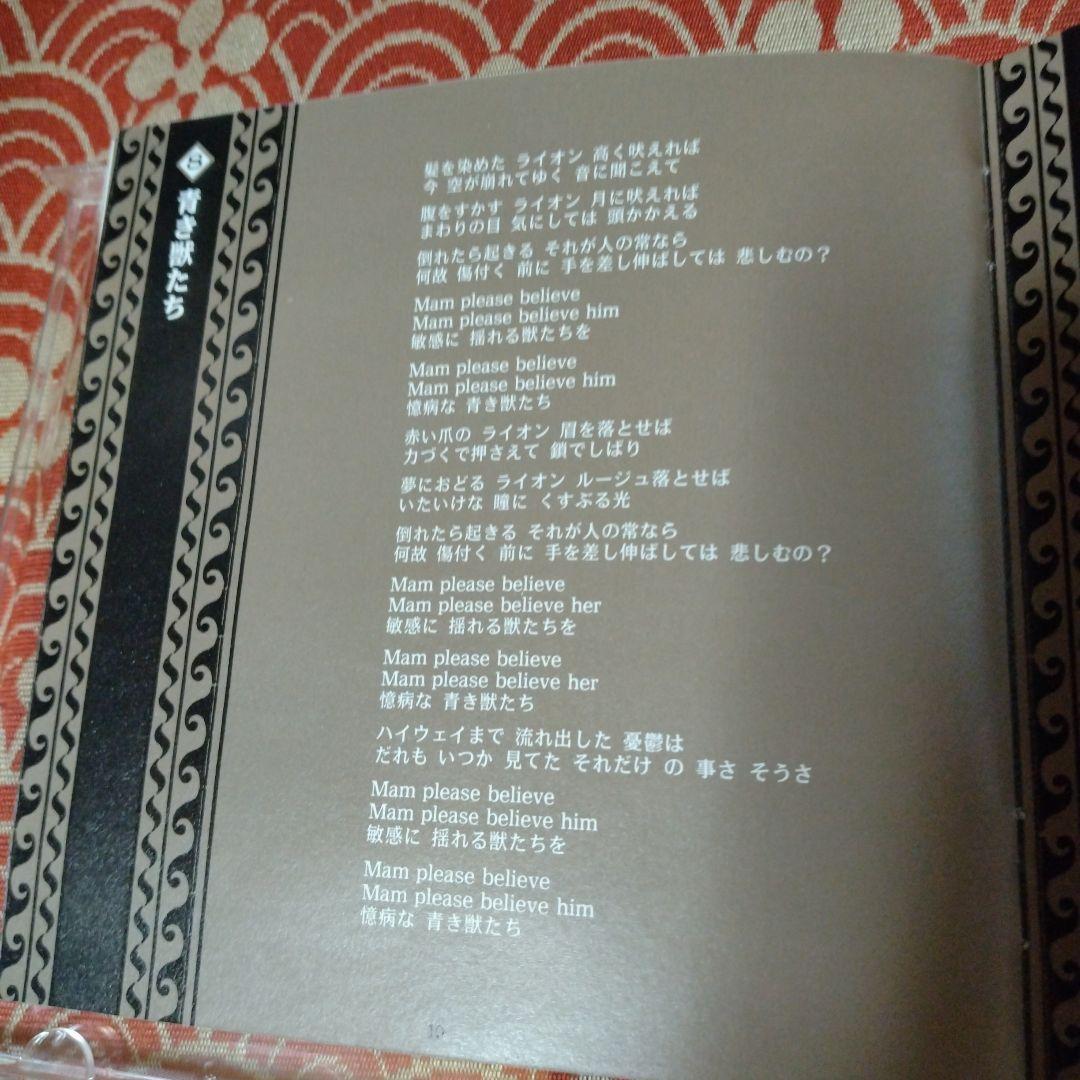 8
青き獣たち
髪を染めた ライオン 高く吠えれば
今 空が崩れてゆく 音に聞こえて
腹をすかす ライオン 月に吠えれば
まわりの目 気にしては 頭かかえる
倒れたら起きる それが人の常なら
何故 傷付く 前に 手を差し伸ばしては 悲しむの？
Mam please believe
Mam please believe him
敏感に 揺れる獣たちを
Mam please believe
Mam please believe him
憶病な 青き獣たち
赤い爪の ライオン 眉を落とせば
力づくで押さえて 鎖でしばり
夢におどる ライオン ルージュ落とせば
いたいけな 瞳に くすぶる光
倒れたら起きる それが人の常なら
何故 傷付く 前に 手を差し伸ばしては 悲しむの？
Mam please believe
Mam please believe her
敏感に 揺れる獣たちを
Mam please believe
Mam please believe her
憶病な 青き獣たち
ハイウェイまで 流れ出した 憂鬱は
だれも いつか 見てた それだけ の 事さ そうさ
Mam please believe
Mam please believe him
敏感に 揺れる獣たちを
Mam please believe
Mam please believe him
憶病な 青き獣たち
10